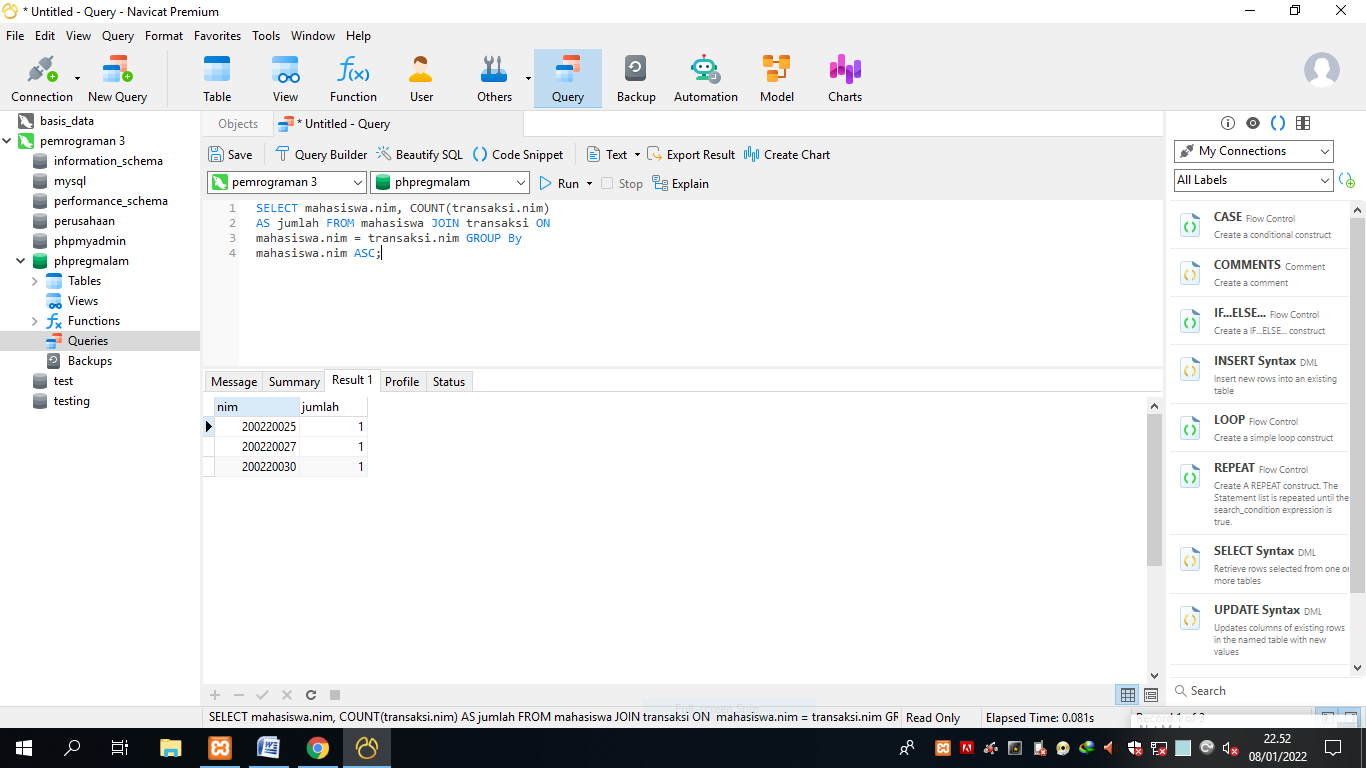 * Untitled - Query - Navicat Premium
File Edit View Query Format Favorites Tools Window Help
Connection New Query Table View Function User Others Query Backup Automation Model Charts
basis_data
pemrograman 3
information_schema
mysql
performance_schema
perusahaan
phpmyadmin
phpregmalam
Tables
Views
Functions
Queries
Backups
test
testing
Objects * Untitled - Query
Save Query Builder Beautify SQL Code Snippet Text Export Result Create Chart
pemrograman 3 phpregmalam Run Stop Explain
1 SELECT mahasiswa.nim, COUNT(transaksi.nim)
2 AS jumlah FROM mahasiswa JOIN transaksi ON
3 mahasiswa.nim = transaksi.nim GROUP By
4 mahasiswa.nim ASC;
Message Summary Result 1 Profile Status
nim jumlah
200220025 1
200220027 1
200220030 1
My Connections
All Labels
CASE Flow Control
Create a conditional construct
COMMENTS Comment
Create a comment
IF...ELSE... Flow Control
Create a IF...ELSE... construct
INSERT Syntax DML
Insert new rows into an existing
table
LOOP Flow Control
Create a simple loop construct
REPEAT Flow Control
Create A REPEAT construct. The
Statement list is repeated until the
search_condition expression is
true.
SELECT Syntax DML
Retrieve rows selected from one or
more tables
UPDATE Syntax DML
Updates columns of existing rows
in the named table with new
values
Search
SELECT mahasiswa.nim, COUNT(transaksi.nim) AS jumlah FROM mahasiswa JOIN transaksi ON mahasiswa.nim = transaksi.nim GR Read Only Elapsed Time: 0.081s
22.52
08/01/2022